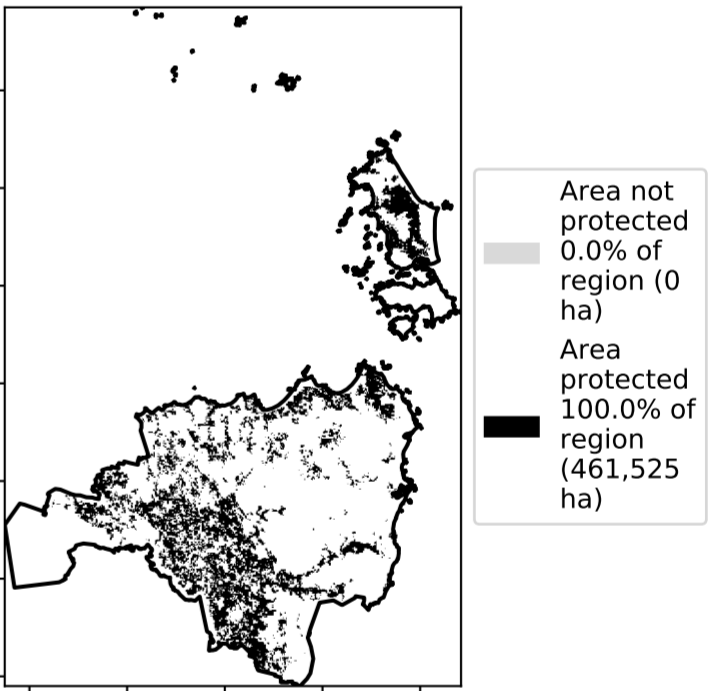 Area not
protected
0.0% of
region (0
ha)
Area
protected
100.0% of
region
(461,525
ha)